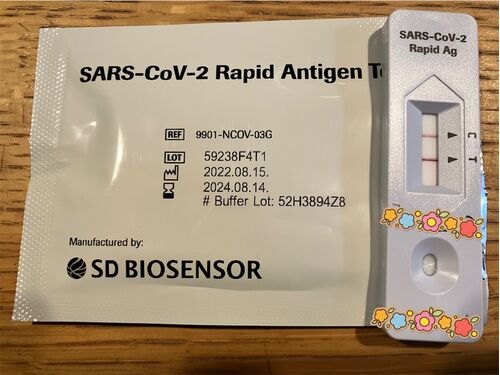 SARS-CoV-2 Rapid Antigen T
REF 9901-NCOV-03G
LOT 59238F4T1
2022.08.15.
2024.08.14.
# Buffer Lot: 52H3894Z8
Manufactured by:
SD BIOSENSOR
SARS-CoV-2
Rapid Ag
C
T